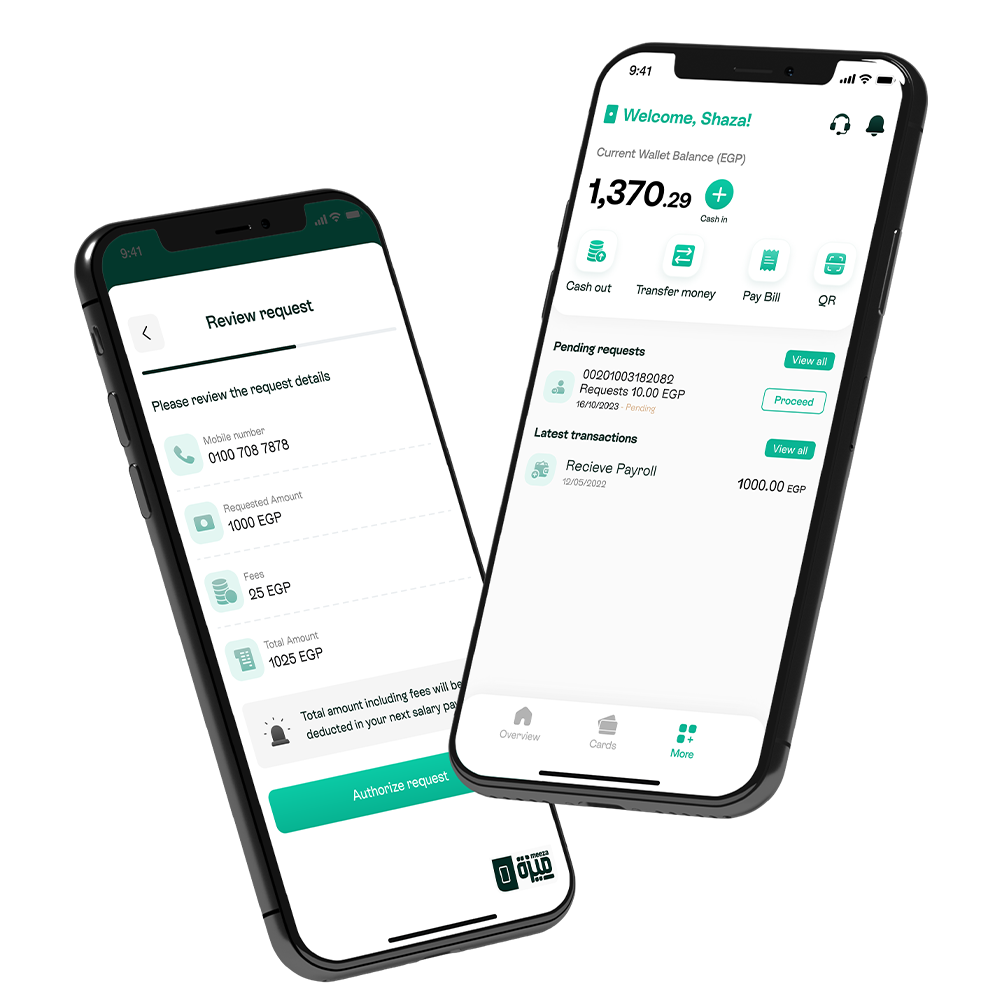 9:41
Review request
Please review the request details
Mobile number
0100 708 7878
Requested Amount
1000 EGP
Fees
25 EGP
Total Amount
1025 EGP
Total amount including fees will be
deducted in your next salary
Authorize request
meeza
ميزة
9:41
Welcome, Shaza!
Current Wallet Balance (EGP)
1,370.29
Cash in
Cash out
Transfer money
Pay Bill
QR
Pending requests
View all
00201003182082
Requests 10.00 EGP
16/10/2023 - Pending
Proceed
Latest transactions
View all
Recieve Payroll
1000.00 EGP
12/05/2022
Overview
Cards
More